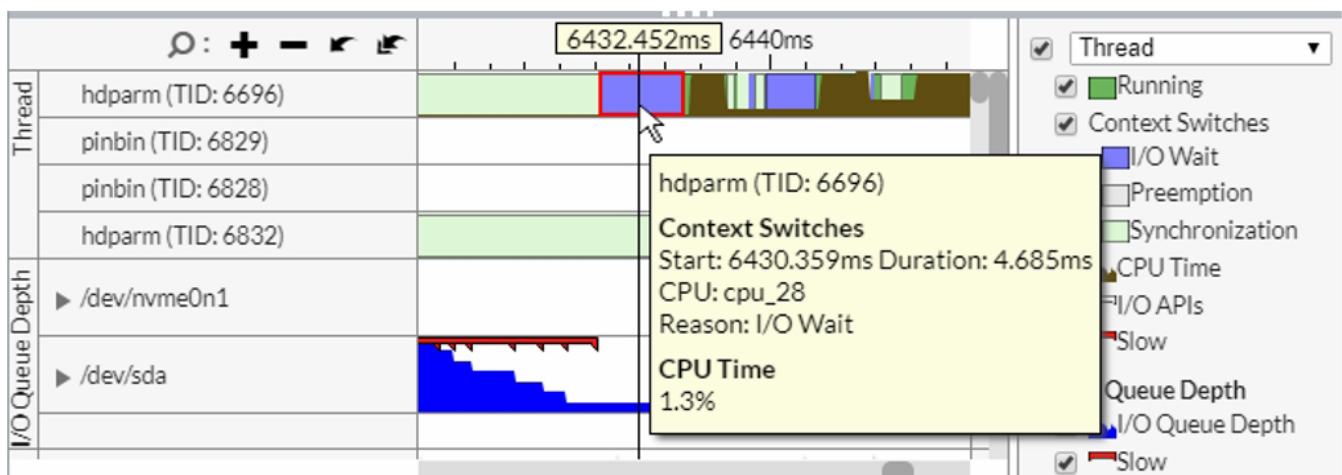 6432.452ms 6440ms
Thread
hdparm (TID: 6696)
pinbin (TID: 6829)
pinbin (TID: 6828)
hdparm (TID: 6832)
I/O Queue Depth
/dev/nvme0n1
/dev/sda
hdparm (TID: 6696)
Context Switches
Start: 6430.359ms Duration: 4.685ms
CPU: cpu_28
Reason: I/O Wait
CPU Time
1.3%
Thread
Running
Context Switches
I/O Wait
Preemption
Synchronization
CPU Time
I/O APIs
Slow
Queue Depth
I/O Queue Depth
Slow